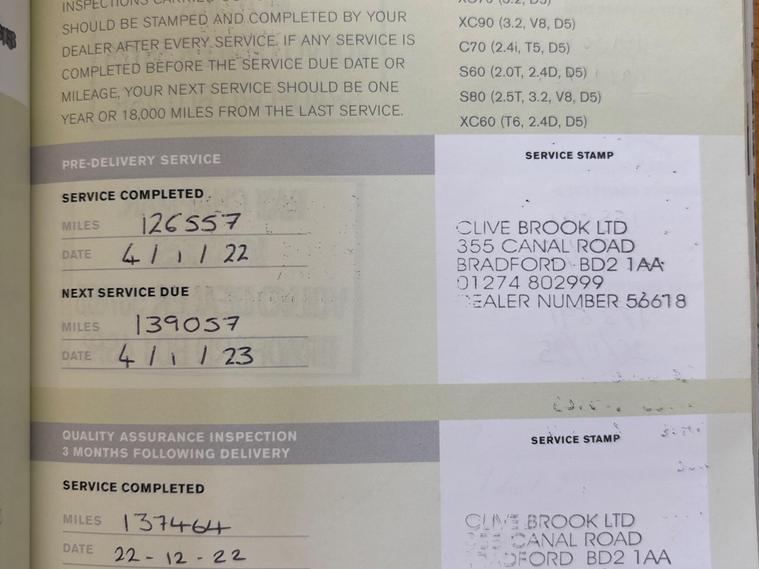 SHOULD BE STAMPED AND COMPLETED BY YOUR
DEALER AFTER EVERY SERVICE. IF ANY SERVICE IS
COMPLETED BEFORE THE SERVICE DUE DATE OR
MILEAGE, YOUR NEXT SERVICE SHOULD BE ONE
YEAR OR 18,000 MILES FROM THE LAST SERVICE.
XC90 (3.2, V8, D5)
C70 (2.4i, T5, D5)
S60 (2.0T, 2.4D, D5)
S80 (2.5T, 3.2, V8, D5)
XC60 (T6, 2.4D, D5)
PRE-DELIVERY SERVICE
SERVICE COMPLETED
MILES 126557
DATE 4/1/22
NEXT SERVICE DUE
MILES 139057
DATE 4/1/23
SERVICE STAMP
CLIVE BROOK LTD
355 CANAL ROAD
BRADFORD BD2 1AA
01274 802999
DEALER NUMBER 56618
QUALITY ASSURANCE INSPECTION
3 MONTHS FOLLOWING DELIVERY
SERVICE COMPLETED
MILES 137464
DATE 22-12-22
SERVICE STAMP
CLIVE BROOK LTD
CANAL ROAD
BD2 1AA